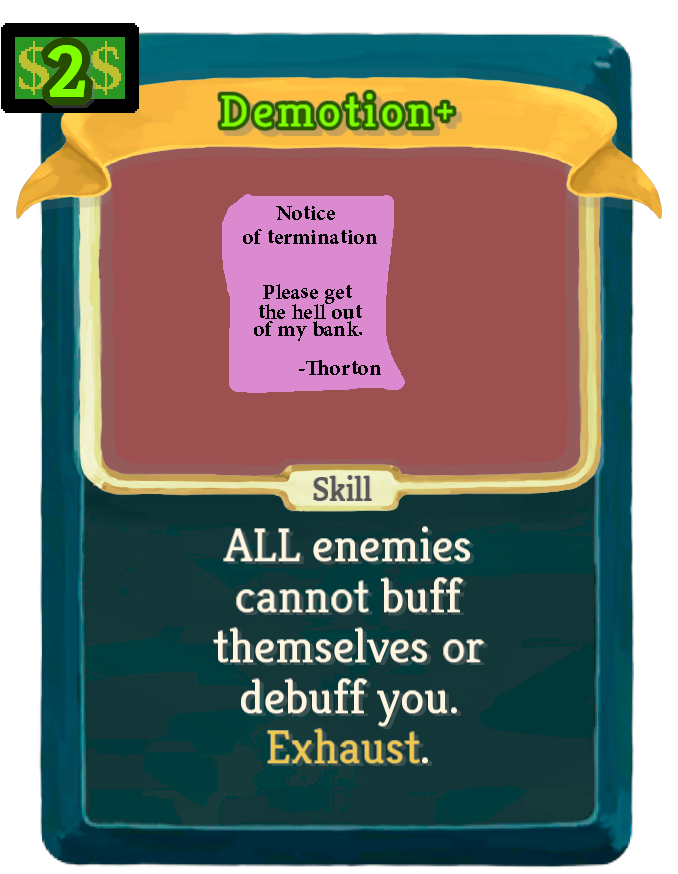 $2$
Demotion+
Notice
of termination
Please get
the hell out
of my bank.
-Thorton
Skill
ALL enemies
cannot buff
themselves or
debuff you.
Exhaust.